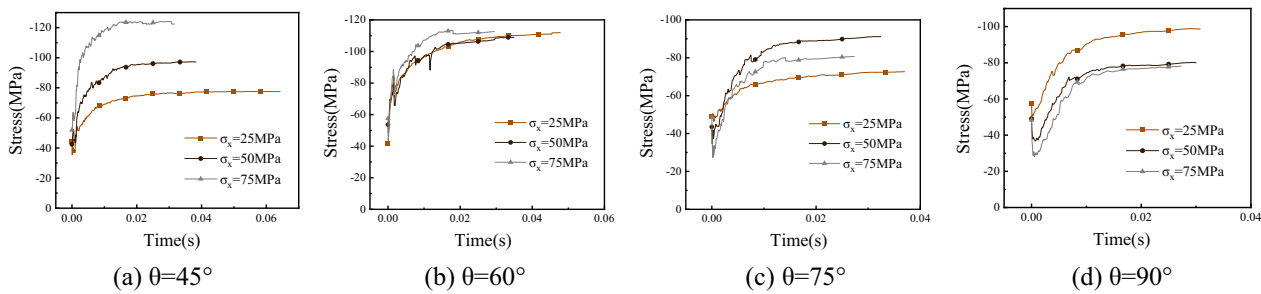 Stress(MPa)
-120
-100
-80
-60
-40
-20
0
0.00
0.02
0.04
0.06
σx=25MPa
σx=50MPa
σx=75MPa
Time(s)
(a) θ=45°
Stress(MPa)
-120
-100
-80
-60
-40
-20
0
0.00
0.02
0.04
0.06
σx=25MPa
σx=50MPa
σx=75MPa
Time(s)
(b) θ=60°
Stress(MPa)
-100
-80
-60
-40
-20
0
0.00
0.02
0.04
σx=25MPa
σx=50MPa
σx=75MPa
Time(s)
(c) θ=75°
Stress(MPa)
-100
-80
-60
-40
-20
0
0.00
0.02
0.04
σx=25MPa
σx=50MPa
σx=75MPa
Time(s)
(d) θ=90°